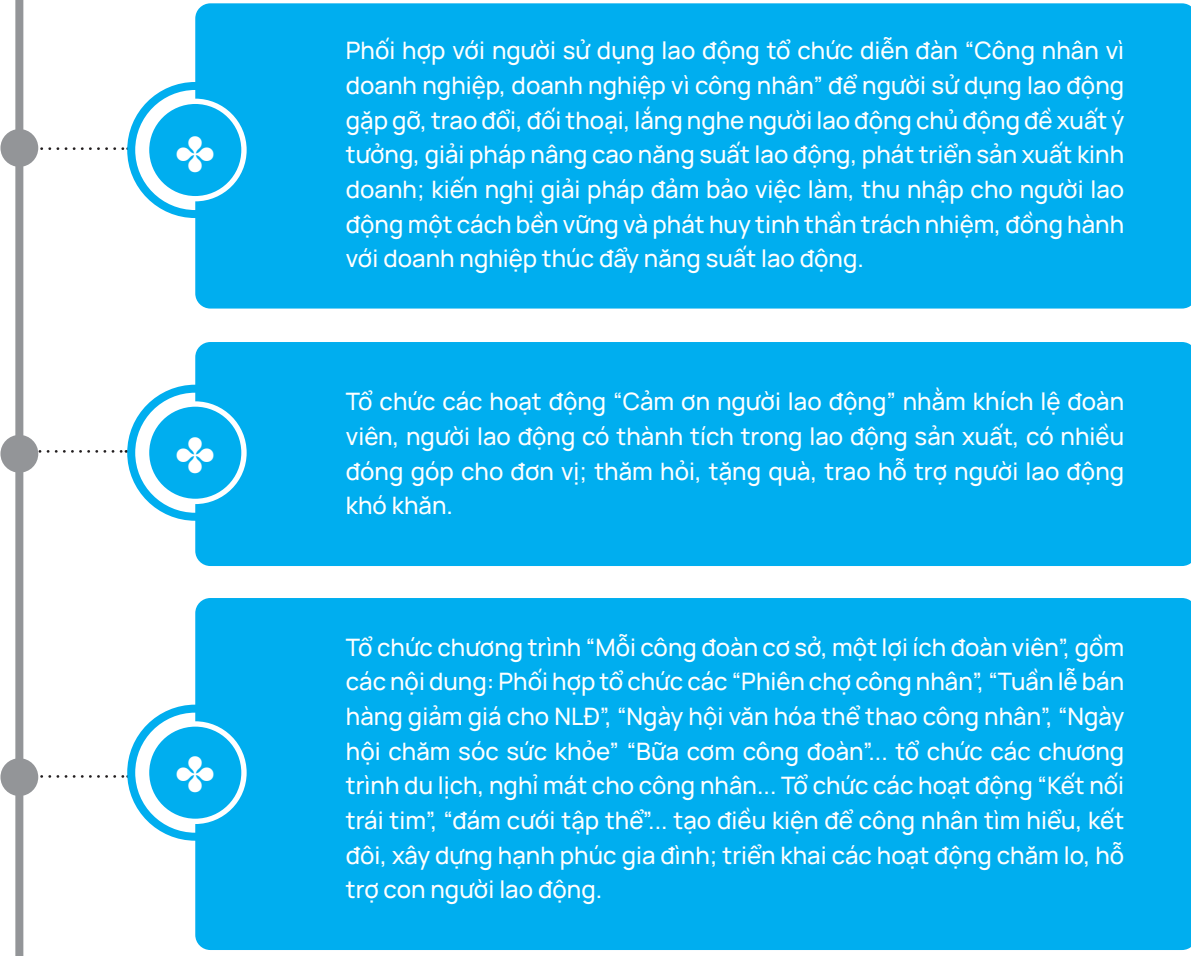 Phối hợp với người sử dụng lao động tổ chức diễn đàn “Công nhân vì
doanh nghiệp, doanh nghiệp vì công nhân” để người sử dụng lao động
gặp gỡ, trao đổi, đối thoại, lắng nghe người lao động chủ động đề xuất ý
tưởng, giải pháp nâng cao năng suất lao động, phát triển sản xuất kinh
doanh; kiến nghị giải pháp đảm bảo việc làm, thu nhập cho người lao
động một cách bền vững và phát huy tinh thần trách nhiệm, đồng hành
với doanh nghiệp thúc đẩy năng suất lao động.
Tổ chức các hoạt động “Cảm ơn người lao động” nhằm khích lệ đoàn
viên, người lao động có thành tích trong lao động sản xuất, có nhiều
đóng góp cho đơn vị; thăm hỏi, tặng quà, trao hỗ trợ người lao động
khó khăn.
Tổ chức chương trình “Mỗi công đoàn cơ sở, một lợi ích đoàn viên”, gồm
các nội dung: Phối hợp tổ chức các “Phiên chợ công nhân”, “Tuần lễ bán
hàng giảm giá cho NLĐ”, “Ngày hội văn hóa thể thao công nhân”, “Ngày
hội chăm sóc sức khỏe” “Bữa cơm công đoàn”... tổ chức các chương
trình du lịch, nghỉ mát cho công nhân... Tổ chức các hoạt động “Kết nối
trái tim”, “đám cưới tập thể”... tạo điều kiện để công nhân tìm hiểu, kết
đôi, xây dựng hạnh phúc gia đình; triển khai các hoạt động chăm lo, hỗ
trợ con người lao động.